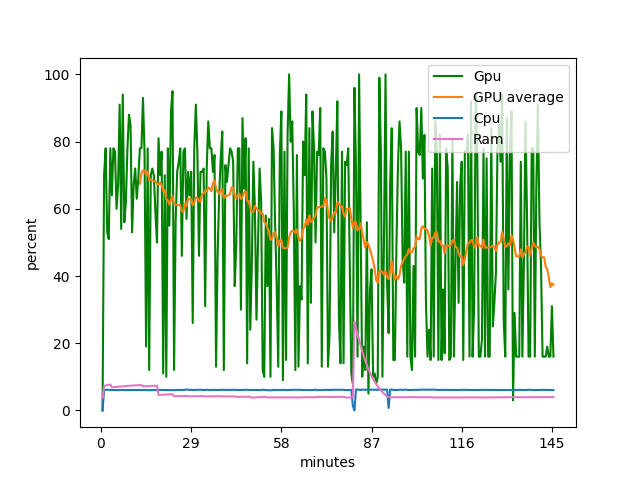 Gpu
GPU average
Cpu
Ram
100
80
60
40
20
0
percent
0 29 58 87 116 145
minutes